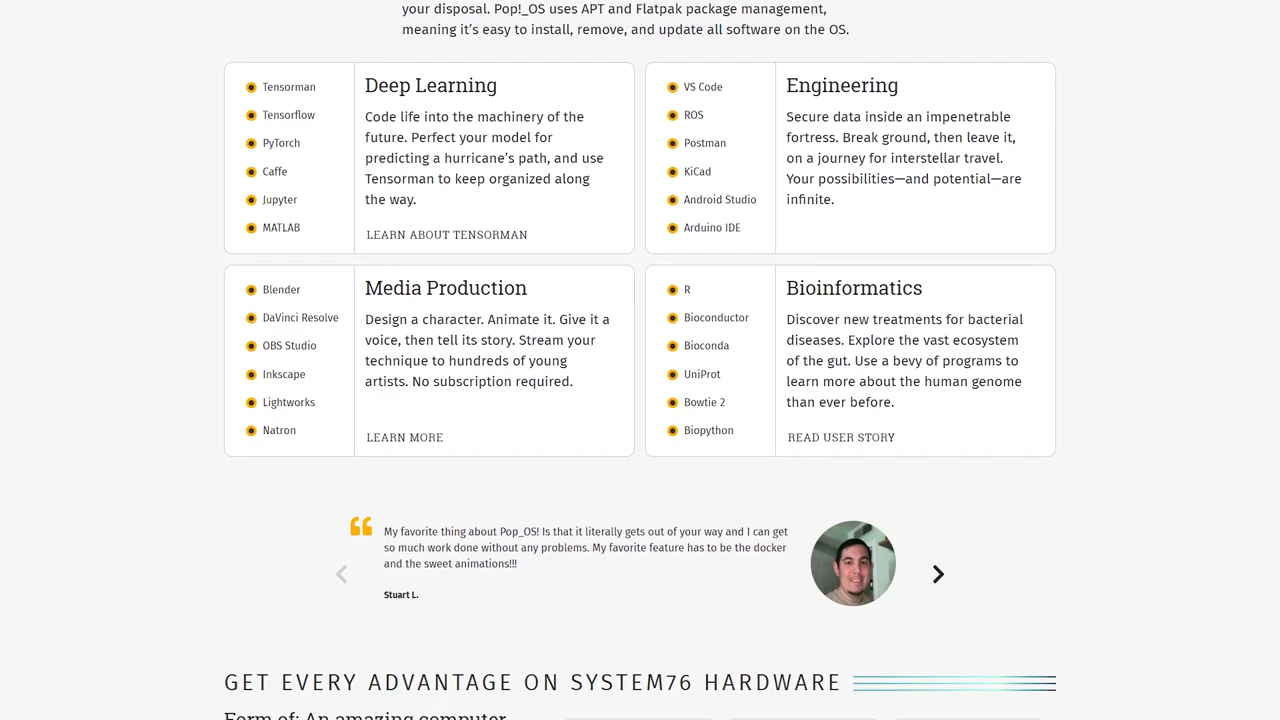 your disposal. Pop!_OS uses APT and Flatpak package management,
meaning it’s easy to install, remove, and update all software on the OS.
Tensorman
Tensorflow
PyTorch
Caffe
Jupyter
MATLAB
Deep Learning
Code life into the machinery of the
future. Perfect your model for
predicting a hurricane’s path, and use
Tensorman to keep organized along
the way.
LEARN ABOUT TENSORMAN
VS Code
ROS
Postman
KiCad
Android Studio
Arduino IDE
Engineering
Secure data inside an impenetrable
fortress. Break ground, then leave it,
on a journey for interstellar travel.
Your possibilities—and potential—are
infinite.
Blender
DaVinci Resolve
OBS Studio
Inkscape
Lightworks
Natron
Media Production
Design a character. Animate it. Give it a
voice, then tell its story. Stream your
technique to hundreds of young
artists. No subscription required.
LEARN MORE
R
Bioconductor
Bioconda
UniProt
Bowtie 2
Biopython
Bioinformatics
Discover new treatments for bacterial
diseases. Explore the vast ecosystem
of the gut. Use a bevy of programs to
learn more about the human genome
than ever before.
READ USER STORY
My favorite thing about Pop_OS! Is that it literally gets out of your way and I can get
so much work done without any problems. My favorite feature has to be the docker
and the sweet animations!!!
Stuart L.
GET EVERY ADVANTAGE ON SYSTEM76 HARDWARE
Form of: An amazing computer